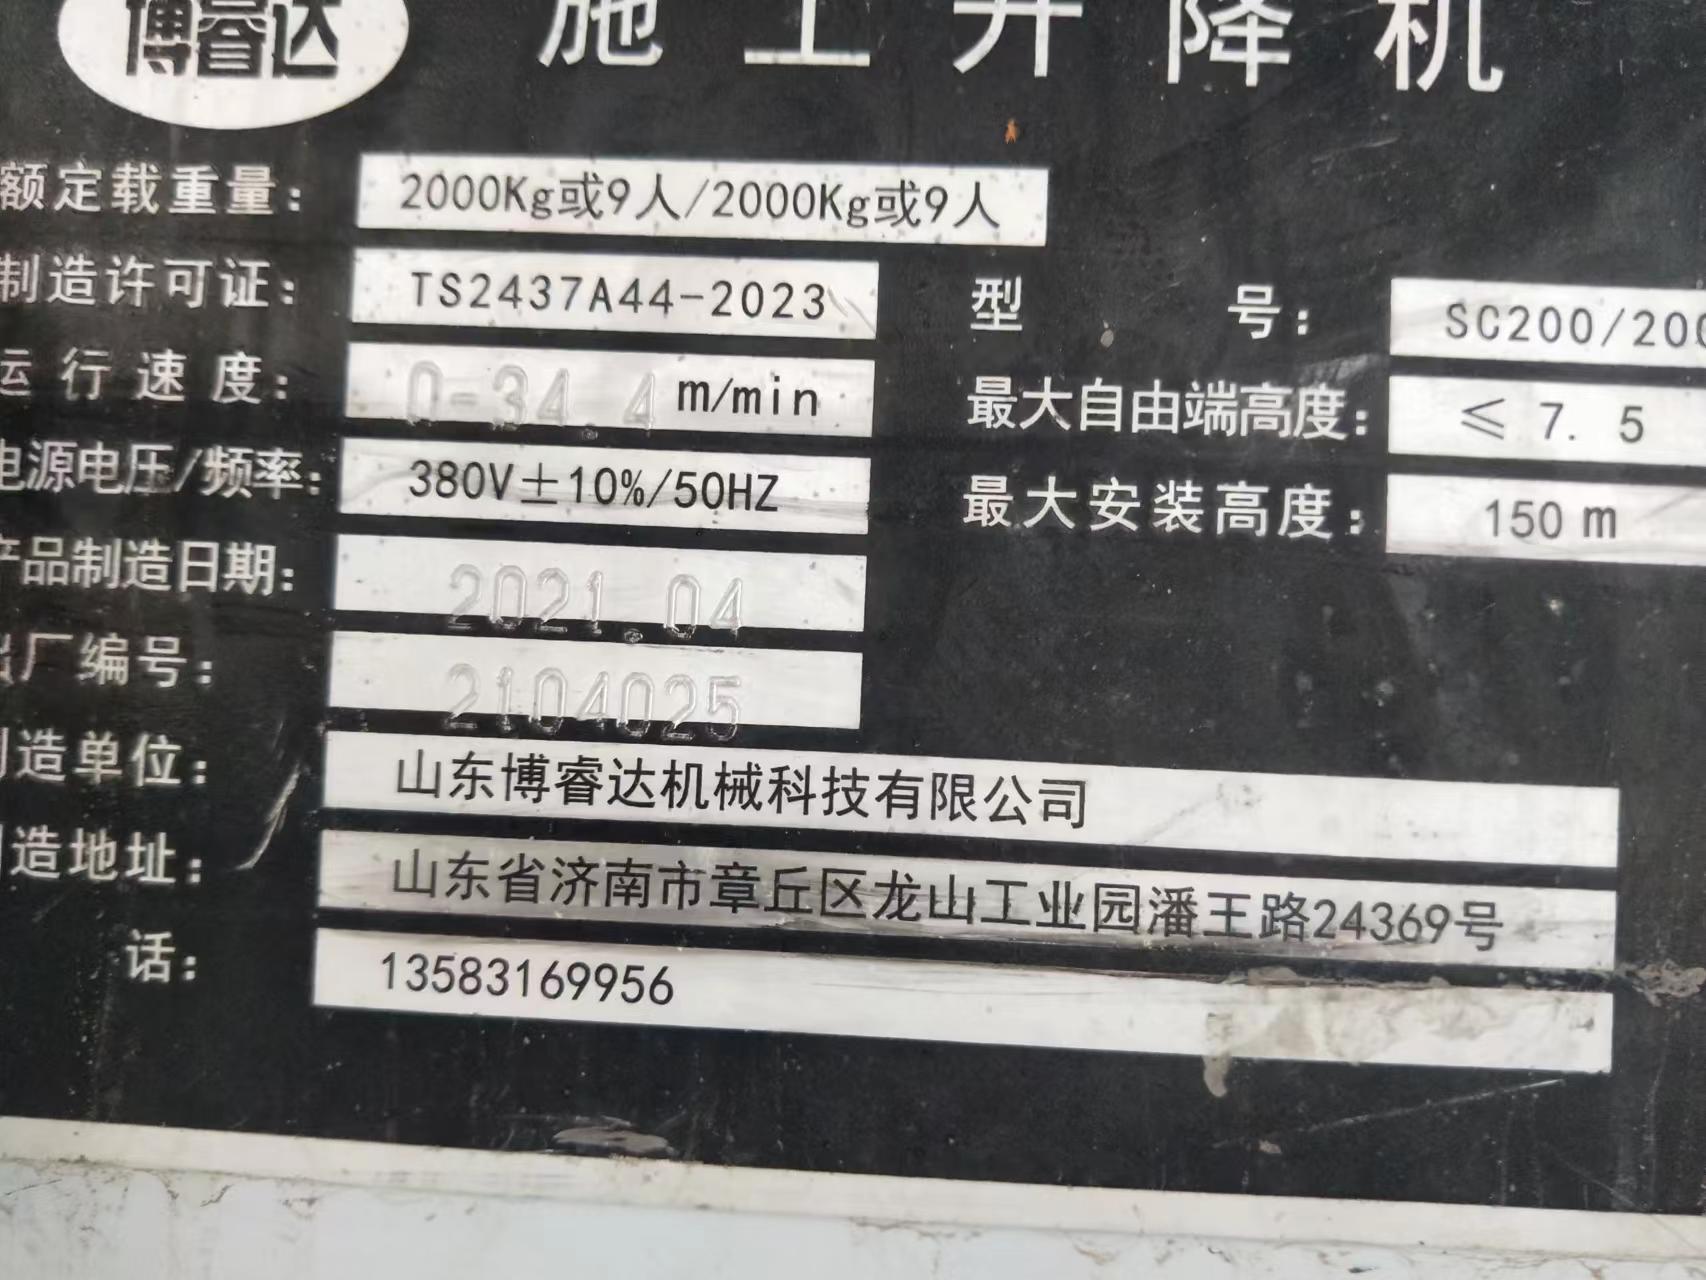 博睿达 施工升降机
额定载重量: 2000Kg或9人/2000Kg或9人
制造许可证: TS2437A44-2023 型号: SC200/200
运行速度: 0-34.4m/min 最大自由端高度: ≤7.5
电源电压/频率: 380V±10%/50HZ 最大安装高度: 150m
产品制造日期: 2021.04
出厂编号: 2104025
制造单位: 山东博睿达机械科技有限公司
制造地址: 山东省济南市章丘区龙山工业园潘王路24369号
话: 13583169956